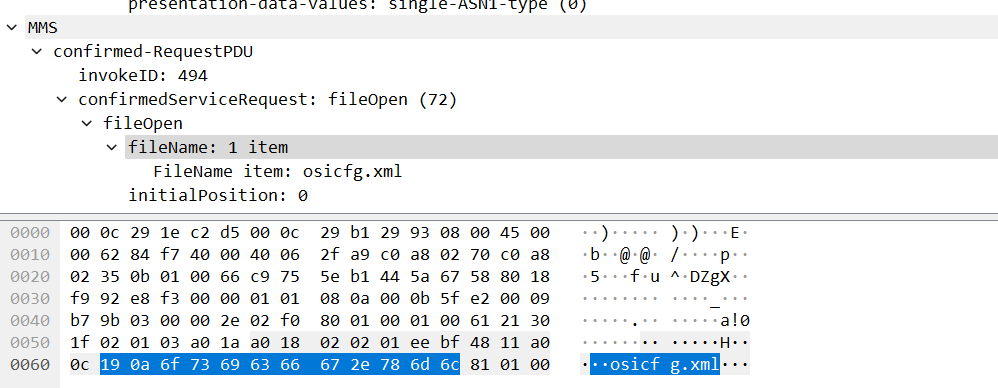 presentation-data-values: single-ASN1-type (0)
MMS
confirmed-RequestPDU
invokeID: 494
confirmedServiceRequest: fileOpen (72)
fileOpen
fileName: 1 item
FileName item: osicfg.xml
initialPosition: 0
0000 00 0c 29 1e c2 d5 00 0c 29 b1 29 93 08 00 45 00 ··)····· )·)···E·
0010 00 62 84 f7 40 00 40 06 2f a9 c0 a8 02 70 c0 a8 ·b··@·@· /····p··
0020 02 35 0b 01 00 66 c9 75 5e b1 44 5a 67 58 80 18 ·5···f·u ^·DZgX··
0030 f9 92 e8 f3 00 00 01 01 08 0a 00 0b 5f e2 00 09 ········ ····_···
0040 b7 9b 03 00 00 2e 02 f0 80 01 00 01 00 61 21 30 ·····.·· ·····a!0
0050 1f 02 01 03 a0 1a a0 18 02 02 01 ee bf 48 11 a0 ········ ·····H··
0060 0c 19 0a 6f 73 69 63 66 67 2e 78 6d 6c 81 01 00 ···osicf g.xml···